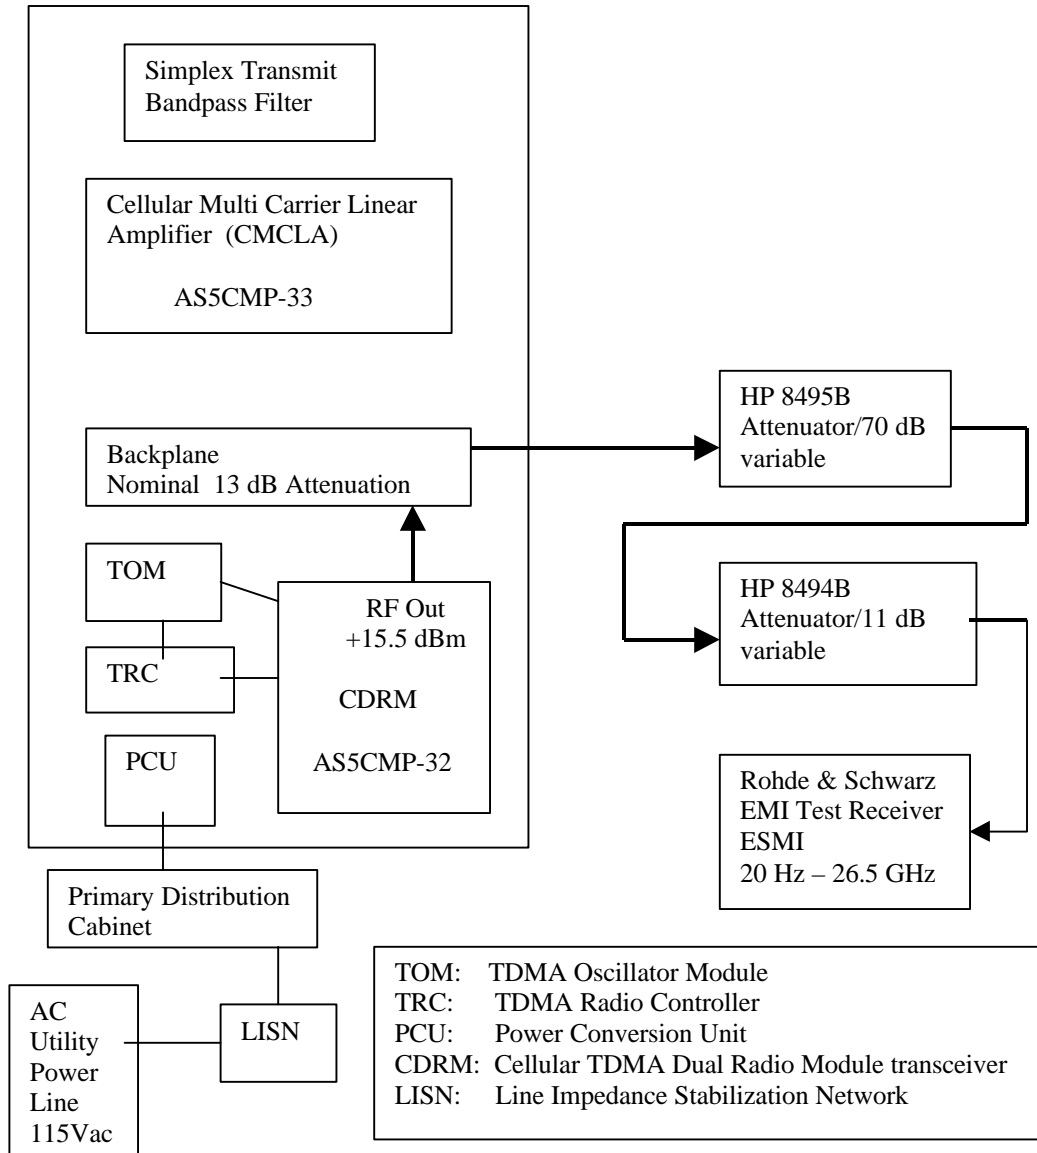 Simplex Transmit
Bandpass Filter
Cellular Multi Carrier Linear
Amplifier (CMCLA)
AS5CMP-33
Backplane
Nominal 13 dB Attenuation
TOM
TRC
PCU
RF Out
+15.5 dBm
CDRM
AS5CMP-32
HP 8495B
Attenuator/70 dB
variable
HP 8494B
Attenuator/11 dB
variable
Rohde & Schwarz
EMI Test Receiver
ESMI
20 Hz – 26.5 GHz
Primary Distribution
Cabinet
AC
Utility
Power
Line
115Vac
LISN
TOM: TDMA Oscillator Module
TRC: TDMA Radio Controller
PCU: Power Conversion Unit
CDRM: Cellular TDMA Dual Radio Module transceiver
LISN: Line Impedance Stabilization Network